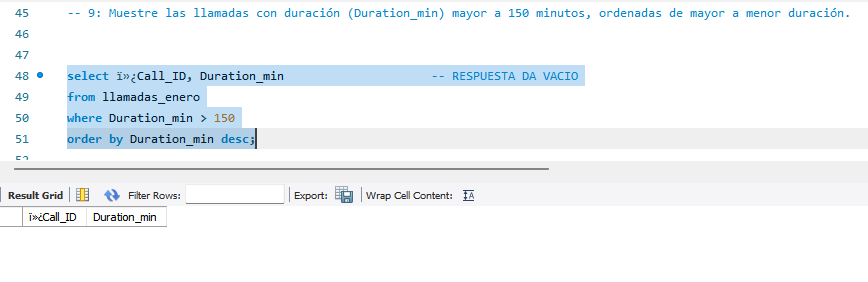 45 -- 9: Muestre las llamadas con duración (Duration_min) mayor a 150 minutos, ordenadas de mayor a menor duración.
46
47
48 select ï»¿Call_ID, Duration_min -- RESPUESTA DA VACIO
49 from llamadas_enero
50 where Duration_min > 150
51 order by Duration_min desc;
52
Result Grid Filter Rows: Export: Wrap Cell Content:
ï»¿Call_ID Duration_min